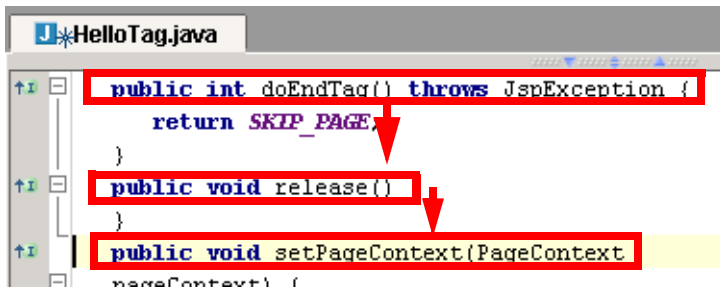 HelloTag.java
public int doEndTag() throws JspException {
return SKIP_PAGE;
}
public void release()
}
public void setPageContext(PageContext
pageContext) {